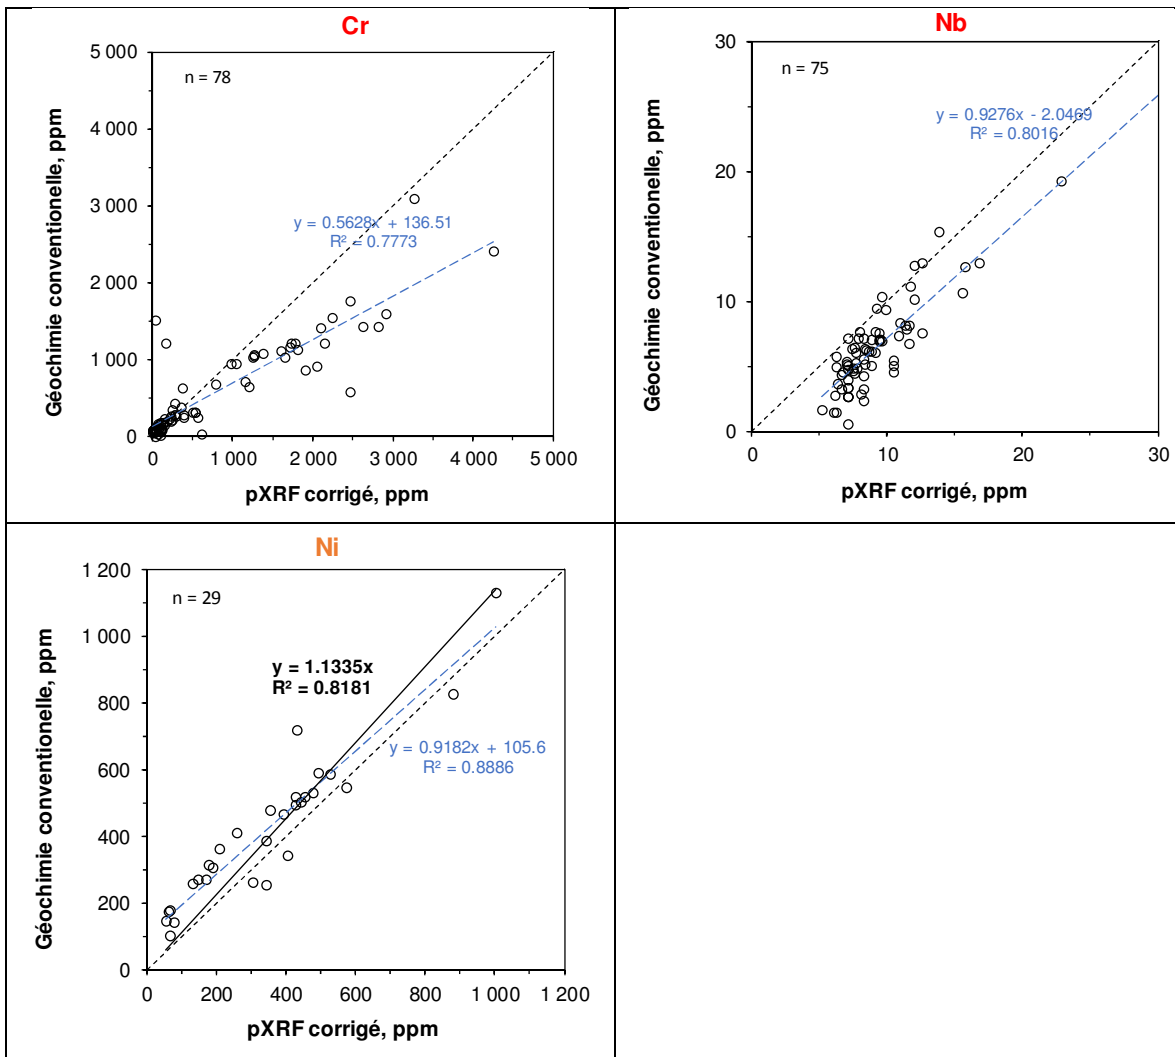 Cr
5 000
n = 78
4 000
3 000
y = 0.5628x + 136.51
R² = 0.7773
2 000
1 000
0
0
1 000
2 000
3 000
4 000
5 000
Géochimie conventionelle, ppm
pXRF corrigé, ppm
Nb
30
n = 75
y = 0.9276x - 2.0469
R² = 0.8016
20
10
0
0
10
20
30
Géochimie conventionelle, ppm
pXRF corrigé, ppm
Ni
1 200
n = 29
1 000
y = 1.1335x
R² = 0.8181
800
y = 0.9182x + 105.6
R² = 0.8886
600
400
200
0
0
200
400
600
800
1 000
1 200
Géochimie conventionelle, ppm
pXRF corrigé, ppm